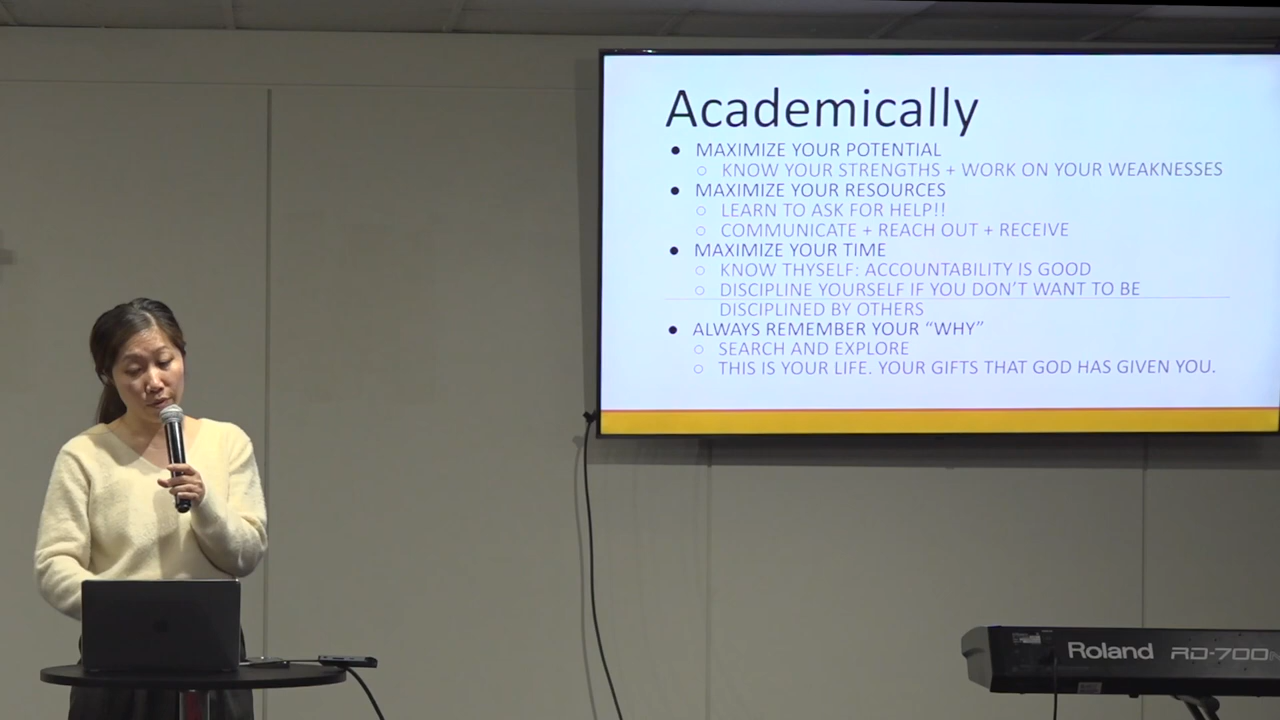 Academically
● MAXIMIZE YOUR POTENTIAL
○ KNOW YOUR STRENGTHS + WORK ON YOUR WEAKNESSES
● MAXIMIZE YOUR RESOURCES
○ LEARN TO ASK FOR HELP!!
○ COMMUNICATE + REACH OUT + RECEIVE
● MAXIMIZE YOUR TIME
○ KNOW THYSELF: ACCOUNTABILITY IS GOOD
○ DISCIPLINE YOURSELF IF YOU DON'T WANT TO BE
DISCIPLINED BY OTHERS
● ALWAYS REMEMBER YOUR “WHY”
○ SEARCH AND EXPLORE
○ THIS IS YOUR LIFE. YOUR GIFTS THAT GOD HAS GIVEN YOU.
Roland RD-700